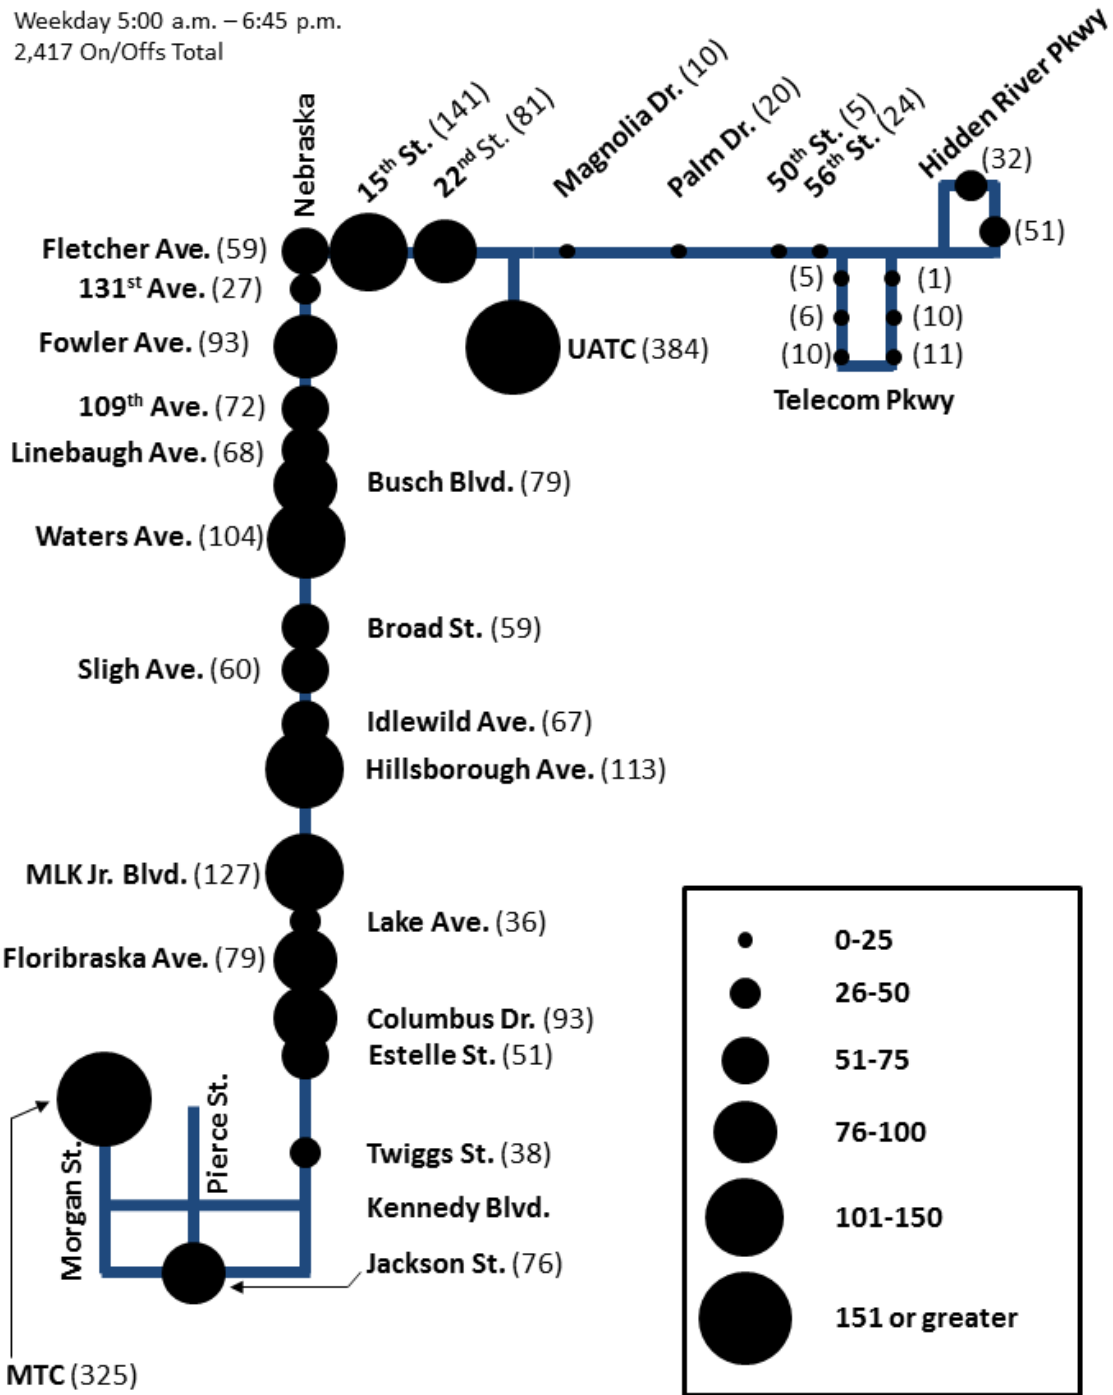 Weekday 5:00 a.m. – 6:45 p.m.
2,417 On/Offs Total
Nebraska
15th St. (141)
22nd St. (81)
Magnolia Dr. (10)
Palm Dr. (20)
50th St. (5)
56th St. (24)
Hidden River Pkwy
(32)
(51)
Fletcher Ave. (59)
131st Ave. (27)
(5)
(1)
(6)
(10)
(10)
(11)
Telecom Pkwy
Fowler Ave. (93)
UATC (384)
109th Ave. (72)
Linebaugh Ave. (68)
Busch Blvd. (79)
Waters Ave. (104)
Broad St. (59)
Sligh Ave. (60)
Idlewild Ave. (67)
Hillsborough Ave. (113)
MLK Jr. Blvd. (127)
Lake Ave. (36)
Floribraska Ave. (79)
Columbus Dr. (93)
Estelle St. (51)
Pierce St.
Morgan St.
Twiggs St. (38)
Kennedy Blvd.
Jackson St. (76)
MTC (325)
0-25
26-50
51-75
76-100
101-150
151 or greater